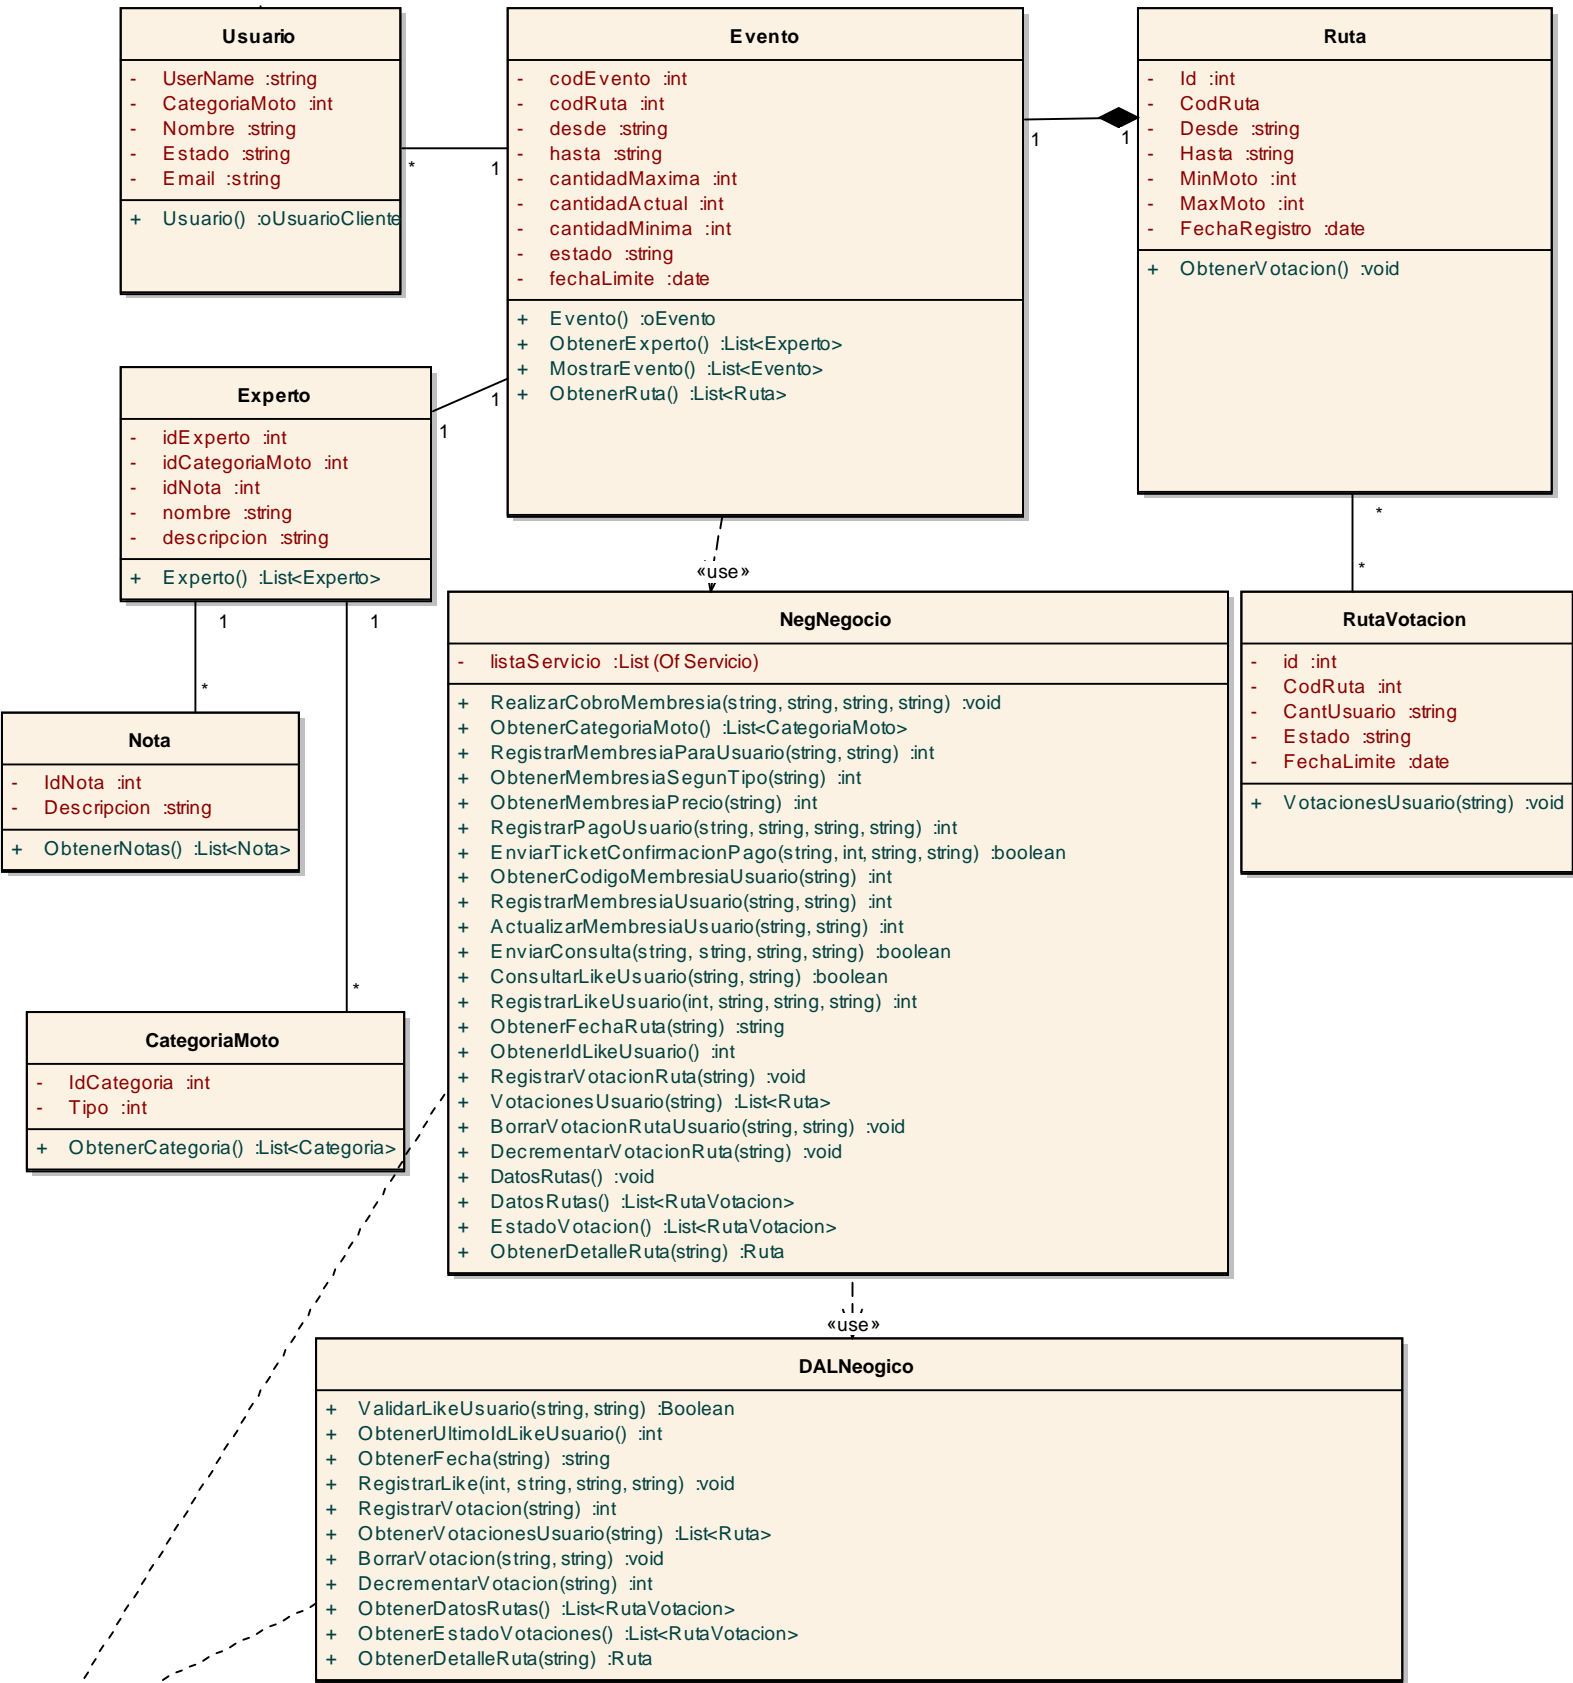 Usuario
- UserName :string
- CategoriaMoto :int
- Nombre :string
- Estado :string
- Email :string
+ Usuario() :oUsuarioCliente
Evento
- codEvento :int
- codRuta :int
- desde :string
- hasta :string
- cantidadMaxima :int
- cantidadActual :int
- cantidadMinima :int
- estado :string
- fechaLimite :date
+ Evento() :oEvento
+ ObtenerExperto() :List<Experto>
+ MostrarEvento() :List<Evento>
+ ObtenerRuta() :List<Ruta>
Ruta
- Id :int
- CodRuta
- Desde :string
- Hasta :string
- MinMoto :int
- MaxMoto :int
- FechaRegistro :date
+ ObtenerVotacion() :void
* 1
1 1
Experto
- idExperto :int
- idCategoriaMoto :int
- idNota :int
- nombre :string
- descripcion :string
+ Experto() :List<Experto>
1
1
*
*
1 1
*
*
«use»
Nota
- IdNota :int
- Descripcion :string
+ ObtenerNotas() :List<Nota>
CategoriaMoto
- IdCategoria :int
- Tipo :int
+ ObtenerCategoria() :List<Categoria>
NegNegocio
- listaServicio :List (Of Servicio)
+ RealizarCobroMembresia(string, string, string, string) :void
+ ObtenerCategoriaMoto() :List<CategoriaMoto>
+ RegistrarMembresiaParaUsuario(string, string) :int
+ ObtenerMembresiaSegunTipo(string) :int
+ ObtenerMembresiaPrecio(string) :int
+ RegistrarPagoUsuario(string, string, string, string) :int
+ EnviarTicketConfirmacionPago(string, int, string, string) :boolean
+ ObtenerCodigoMembresiaUsuario(string) :int
+ RegistrarMembresiaUsuario(string, string) :int
+ ActualizarMembresiaUsuario(string, string) :int
+ EnviarConsulta(string, string, string, string) :boolean
+ ConsultarLikeUsuario(string, string) :boolean
+ RegistrarLikeUsuario(int, string, string, string) :int
+ ObtenerFechaRuta(string) :string
+ ObtenerIdLikeUsuario() :int
+ RegistrarVotacionRuta(string) :void
+ VotacionesUsuario(string) :List<Ruta>
+ BorrarVotacionRutaUsuario(string, string) :void
+ DecrementarVotacionRuta(string) :void
+ DatosRutas() :void
+ DatosRutas() :List<RutaVotacion>
+ EstadoVotacion() :List<RutaVotacion>
+ ObtenerDetalleRuta(string) :Ruta
RutaVotacion
- id :int
- CodRuta :int
- CantUsuario :string
- Estado :string
- FechaLimite :date
+ VotacionesUsuario(string) :void
«use»
DALNeogico
+ ValidarLikeUsuario(string, string) :Boolean
+ ObtenerUltimoIdLikeUsuario() :int
+ ObtenerFecha(string) :string
+ RegistrarLike(int, string, string, string) :void
+ RegistrarVotacion(string) :int
+ ObtenerVotacionesUsuario(string) :List<Ruta>
+ BorrarVotacion(string, string) :void
+ DecrementarVotacion(string) :int
+ ObtenerDatosRutas() :List<RutaVotacion>
+ ObtenerEstadoVotaciones() :List<RutaVotacion>
+ ObtenerDetalleRuta(string) :Ruta